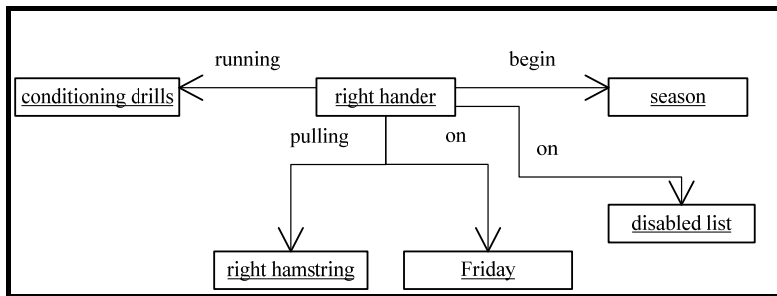 running
begin
conditioning drills
right hander
season
pulling
on
on
disabled list
right hamstring
Friday